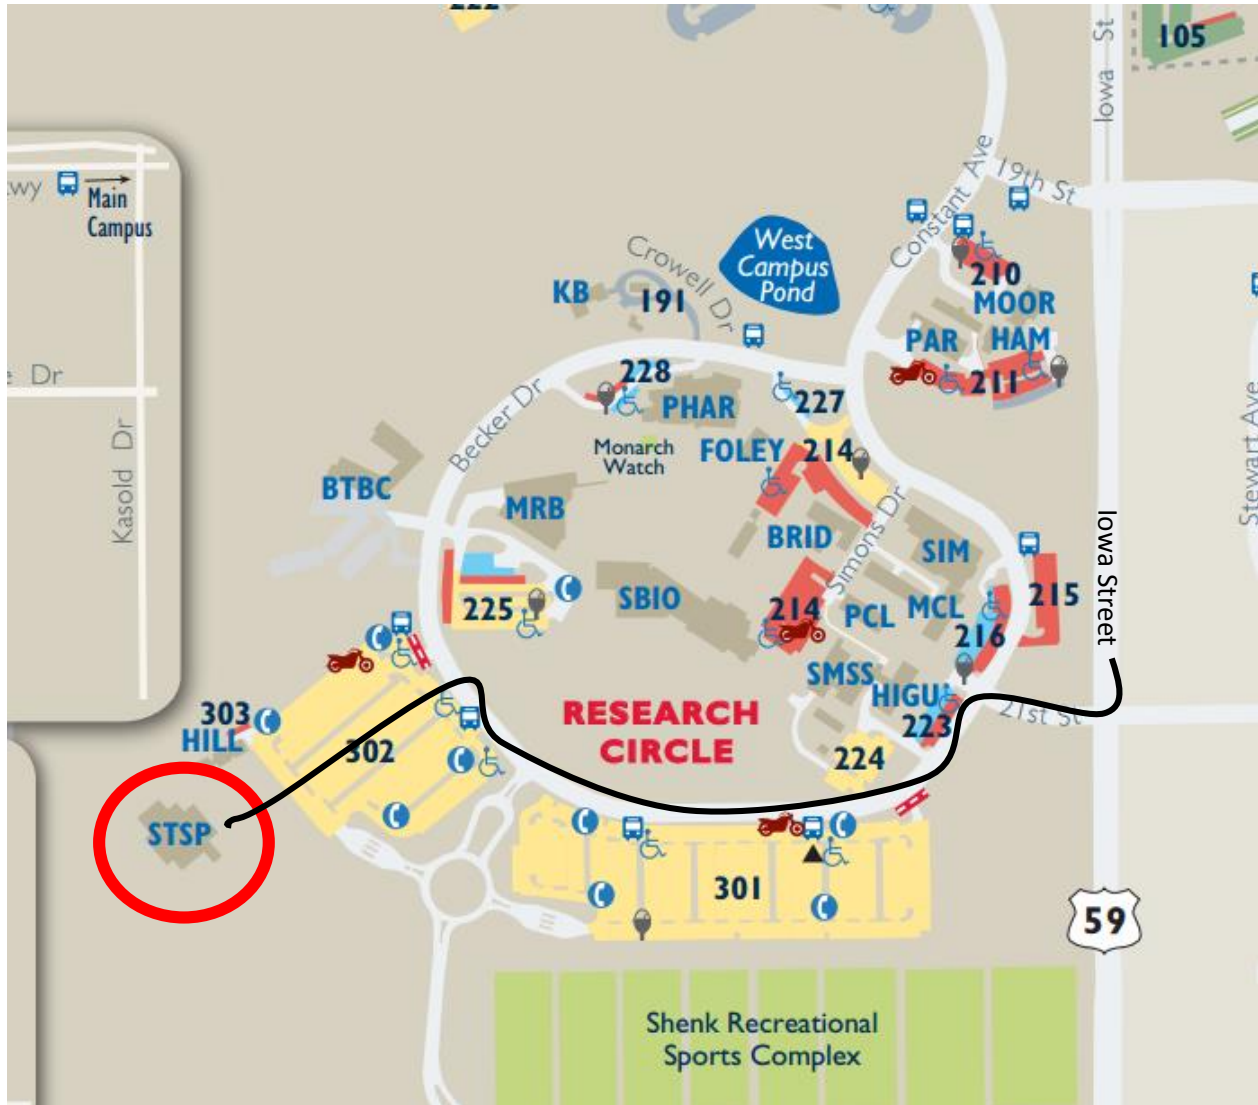 222
105
Iowa St
wy
Main
Campus
19th St
Constant Ave
West
Campus
Pond
Crowell Dr
KB
191
210
MOOR
PAR
HAM
211
e Dr
Kasold Dr
Becker Dr
228
PHAR
227
Monarch
Watch
FOLEY
214
Stewart Ave
BTBC
MRB
BRID
Simons Dr
SIM
Iowa Street
225
SBIO
214
PCL
MCL
215
216
SMSS
HIGU
303
HILL
302
RESEARCH
CIRCLE
223
21st St
224
STSP
301
59
Shenk Recreational
Sports Complex